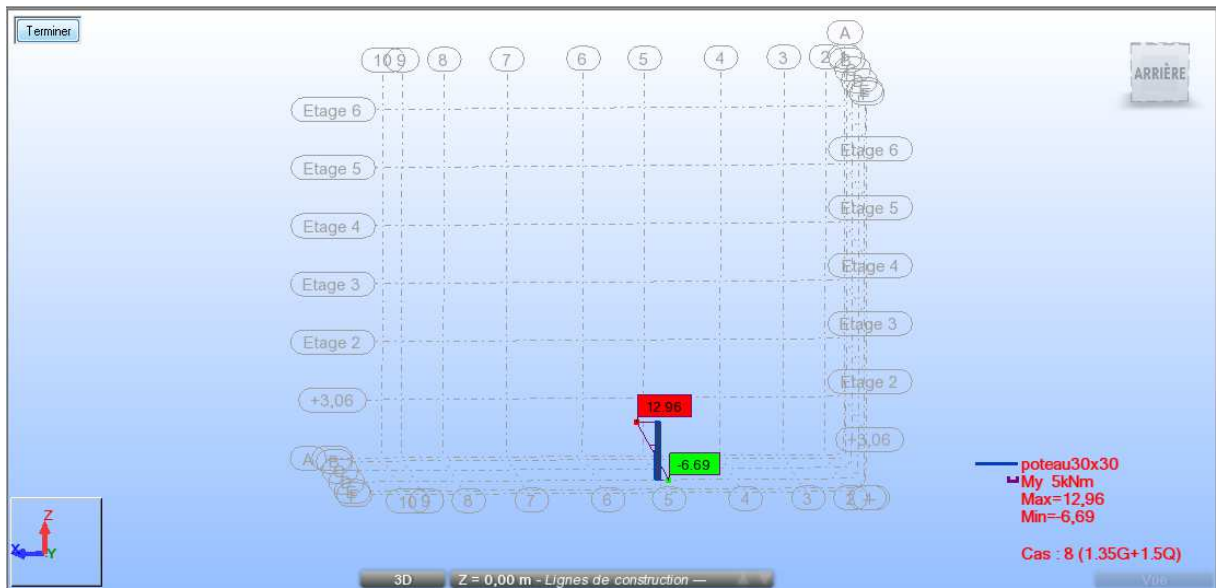 Terminer
A
10 9 8 7 6 5 4 3 2 1
ARRIÈRE
Etage 6
Etage 6
Etage 5
Etage 5
Etage 4
Etage 4
Etage 3
Etage 3
Etage 2
Etage 2
+3,06
12.96
+3,06
A
-6.69
poteau30x30
My 5kNm
Max=12,96
Min=-6,69
10 9 8 7 6 5 4 3 2
Cas : 8 (1.35G+1.5Q)
Z
X
Y
3D
Z = 0,00 m - Lignes de construction —
Vue